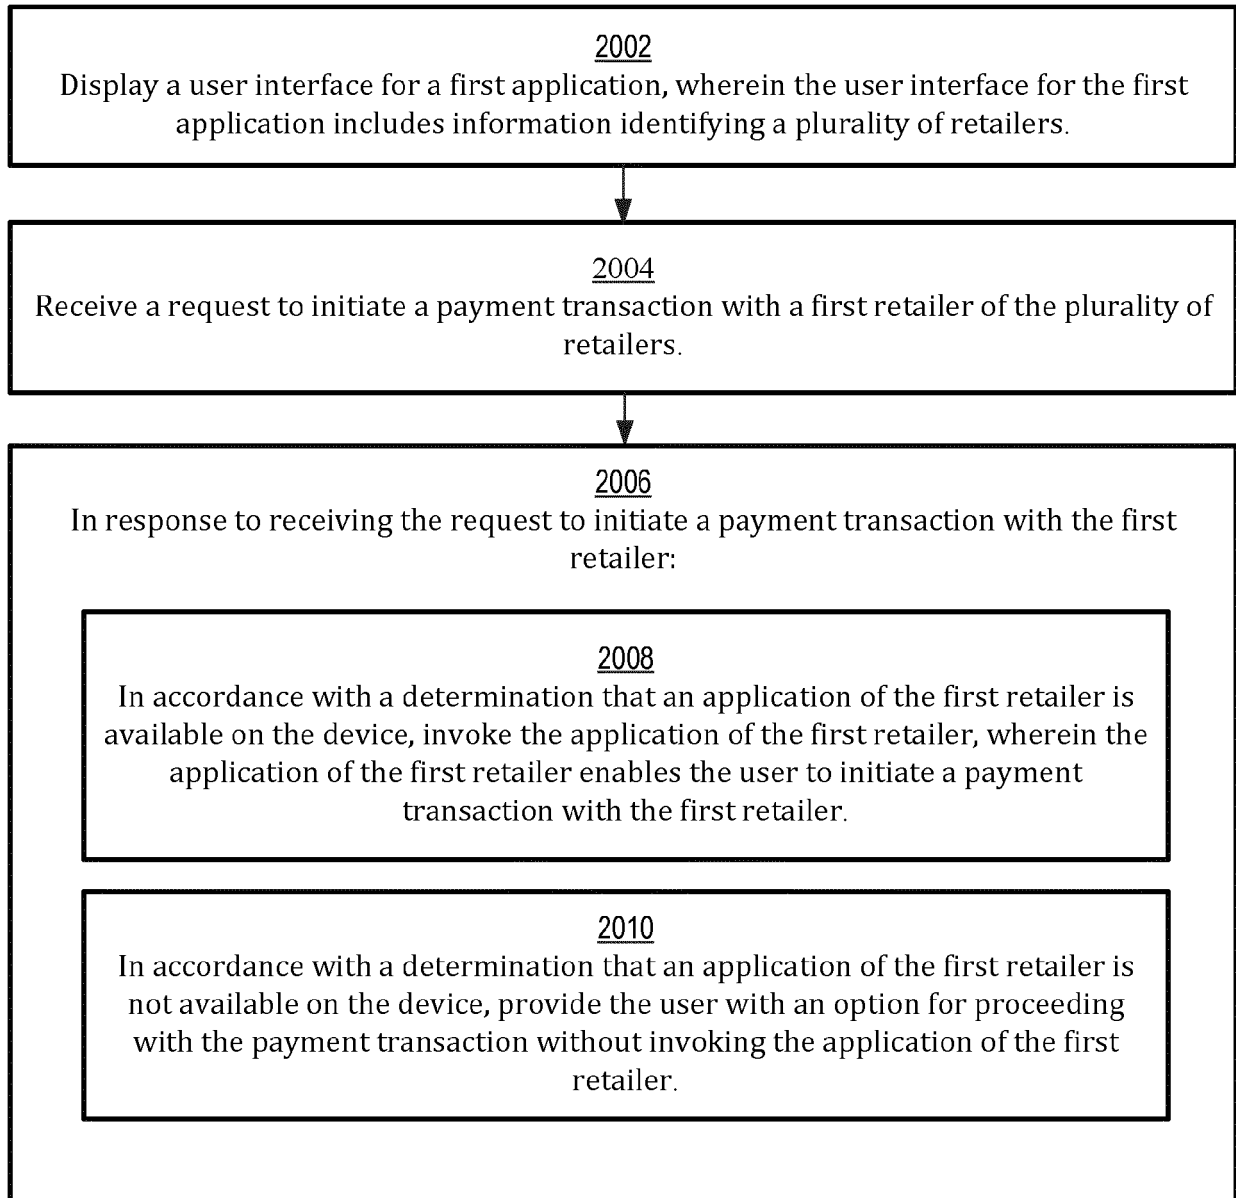 2002
Display a user interface for a first application, wherein the user interface for the first
application includes information identifying a plurality of retailers.
2004
Receive a request to initiate a payment transaction with a first retailer of the plurality of
retailers.
2006
In response to receiving the request to initiate a payment transaction with the first
retailer:
2008
In accordance with a determination that an application of the first retailer is
available on the device, invoke the application of the first retailer, wherein the
application of the first retailer enables the user to initiate a payment
transaction with the first retailer.
2010
In accordance with a determination that an application of the first retailer is
not available on the device, provide the user with an option for proceeding
with the payment transaction without invoking the application of the first
retailer.